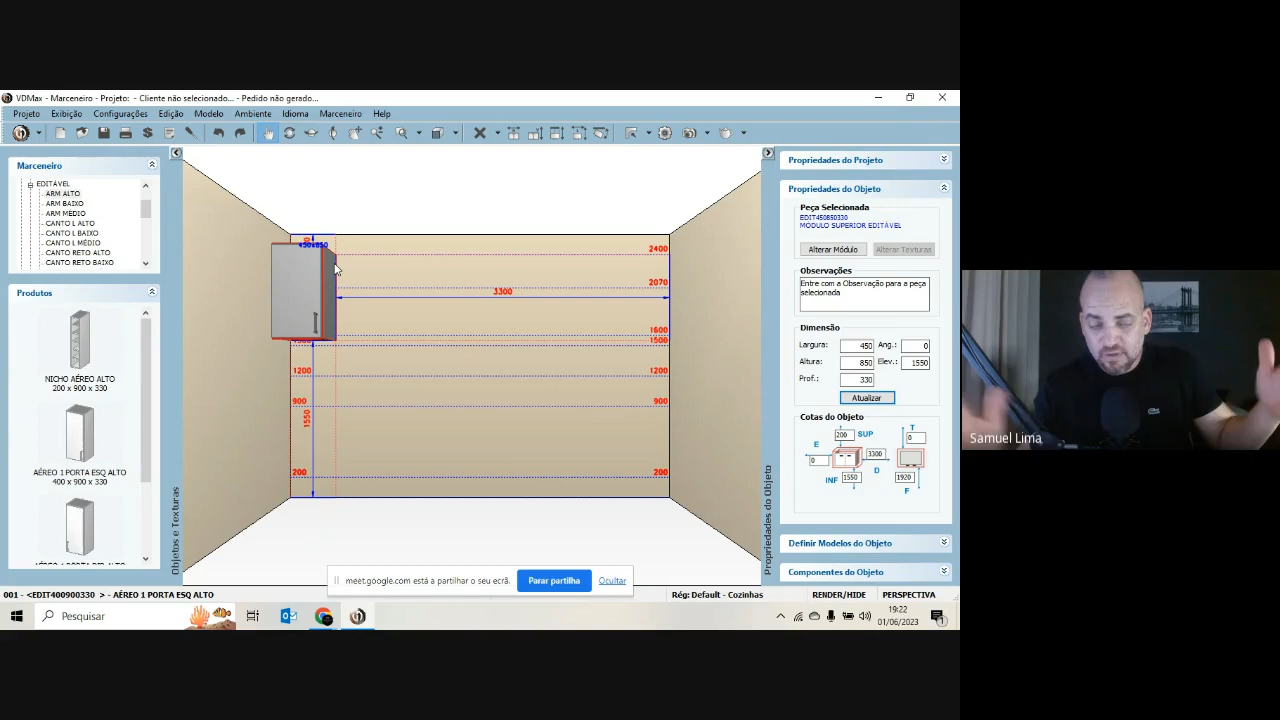 VDMax - Marceneiro - Projeto: - Cliente não selecionado... - Pedido não gerado...
Projeto Exibição Configurações Edição Modelo Ambiente Idioma Marceneiro Help
Marceneiro
EDITÁVEL
ARM ALTO
ARM BAIXO
ARM MÉDIO
CANTO L ALTO
CANTO L BAIXO
CANTO L MÉDIO
CANTO RETO ALTO
CANTO RETO BAIXO
Produtos
NICHO AÉREO ALTO
200 x 900 x 330
AÉREO 1 PORTA ESQ ALTO
400 x 900 x 330
Objetos e Texturas
450x850
2400
2070
3300
1600
1500
1200 1200
900 900
1550
200 200
Propriedades do Objeto
Propriedades do Projeto
Propriedades do Objeto
Peça Selecionada
EDIT450850330
MÓDULO SUPERIOR EDITÁVEL
Alterar Módulo Alterar Texturas
Observações
Entre com a Observação para a peça
selecionada
Dimensão
Largura: 450 Ang.: 0
Altura: 850 Elev.: 1550
Prof.: 330
Atualizar
Cotas do Objeto
200 SUP T 0
E 0 3300 D
INF 1550 1920 F
Definir Modelos do Objeto
Componentes do Objeto
meet.google.com está a partilhar o seu ecrã. Parar partilha Ocultar
001 - <EDIT400900330 > - AÉREO 1 PORTA ESQ ALTO Rég: Default - Cozinhas RENDER/HIDE PERSPECTIVA
Pesquisar
19:22
01/06/2023
1
Samuel Lima